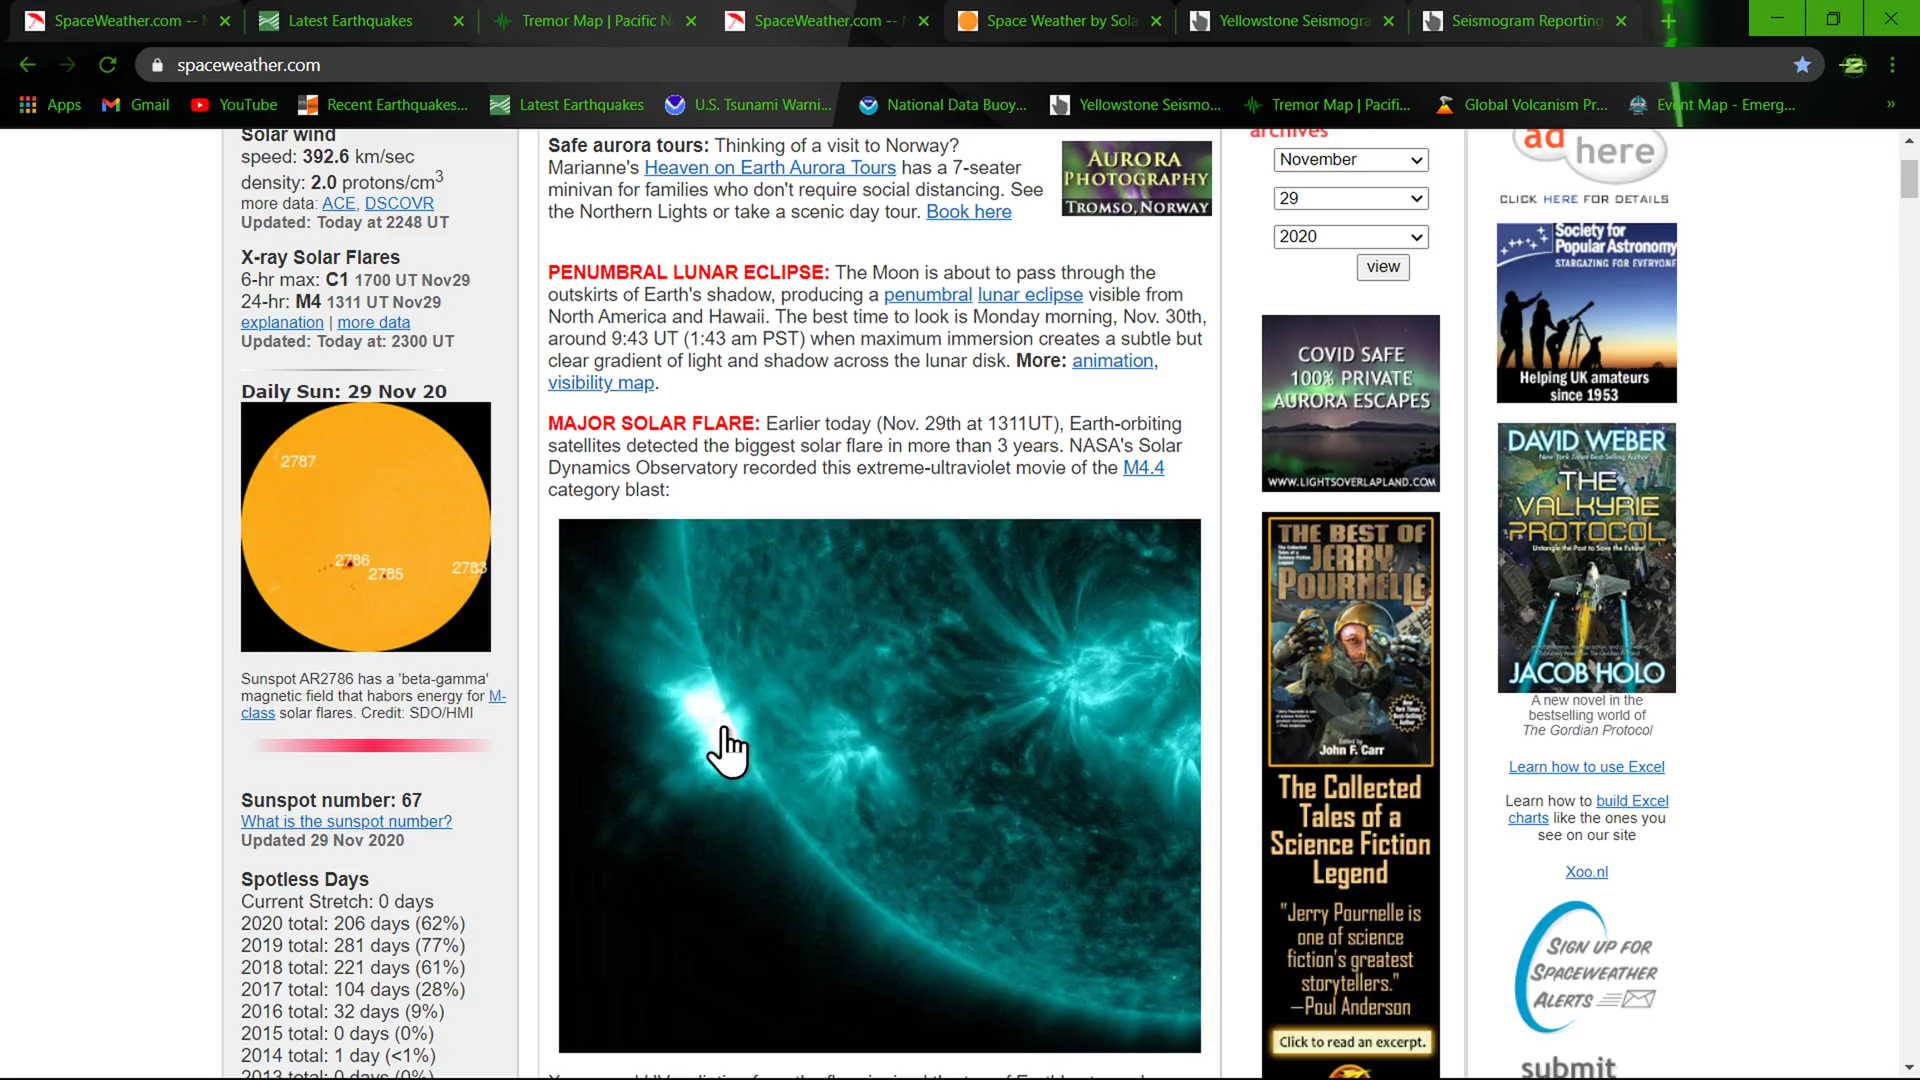 SpaceWeather.com --
Latest Earthquakes
Tremor Map | Pacific N
SpaceWeather.com --
Space Weather by Sola
Yellowstone Seismogra
Seismogram Reporting
spaceweather.com
Apps
Gmail
YouTube
Recent Earthquakes...
Latest Earthquakes
U.S. Tsunami Warni...
National Data Buoy...
Yellowstone Seismo...
Tremor Map | Pacifi...
Global Volcanism Pr...
Event Map - Emerg...
»
Solar wind
speed: 392.6 km/sec
density: 2.0 protons/cm3
more data: ACE, DSCOVR
Updated: Today at 2248 UT
X-ray Solar Flares
6-hr max: C1 1700 UT Nov29
24-hr: M4 1311 UT Nov29
explanation | more data
Updated: Today at: 2300 UT
Daily Sun: 29 Nov 20
2787
2786
2785
2783
Sunspot AR2786 has a 'beta-gamma'
magnetic field that habors energy for M-
class solar flares. Credit: SDO/HMI
Sunspot number: 67
What is the sunspot number?
Updated 29 Nov 2020
Spotless Days
Current Stretch: 0 days
2020 total: 206 days (62%)
2019 total: 281 days (77%)
2018 total: 221 days (61%)
2017 total: 104 days (28%)
2016 total: 32 days (9%)
2015 total: 0 days (0%)
2014 total: 1 day (<1%)
2013 total: 0 days (0%)
Safe aurora tours: Thinking of a visit to Norway?
Marianne's Heaven on Earth Aurora Tours has a 7-seater
minivan for families who don't require social distancing. See
the Northern Lights or take a scenic day tour. Book here
AURORA
PHOTOGRAPHY
TROMSO, NORWAY
PENUMBRAL LUNAR ECLIPSE: The Moon is about to pass through the
outskirts of Earth's shadow, producing a penumbral lunar eclipse visible from
North America and Hawaii. The best time to look is Monday morning, Nov. 30th,
around 9:43 UT (1:43 am PST) when maximum immersion creates a subtle but
clear gradient of light and shadow across the lunar disk. More: animation,
visibility map.
MAJOR SOLAR FLARE: Earlier today (Nov. 29th at 1311UT), Earth-orbiting
satellites detected the biggest solar flare in more than 3 years. NASA's Solar
Dynamics Observatory recorded this extreme-ultraviolet movie of the M4.4
category blast:
archives
November
29
2020
view
COVID SAFE
100% PRIVATE
AURORA ESCAPES
WWW.LIGHTSOVERLAPLAND.COM
THE BEST OF
JERRY
POURNELLE
Edited by
John F. Carr
The Collected
Tales of a
Science Fiction
Legend
"Jerry Pournelle is
one of science
fiction's greatest
storytellers."
—Poul Anderson
Click to read an excerpt.
ad
here
CLICK HERE FOR DETAILS
Society for
Popular Astronomy
STARGAZING FOR EVERYONE
Helping UK amateurs
since 1953
DAVID WEBER
THE
VALKYRIE
PROTOCOL
Untangle the Past to Save the Future!
JACOB HOLO
A new novel in the
bestselling world of
The Gordian Protocol
Learn how to use Excel
Learn how to build Excel
charts like the ones you
see on our site
Xoo.nl
SIGN UP FOR
SPACEWEATHER
ALERTS
submit